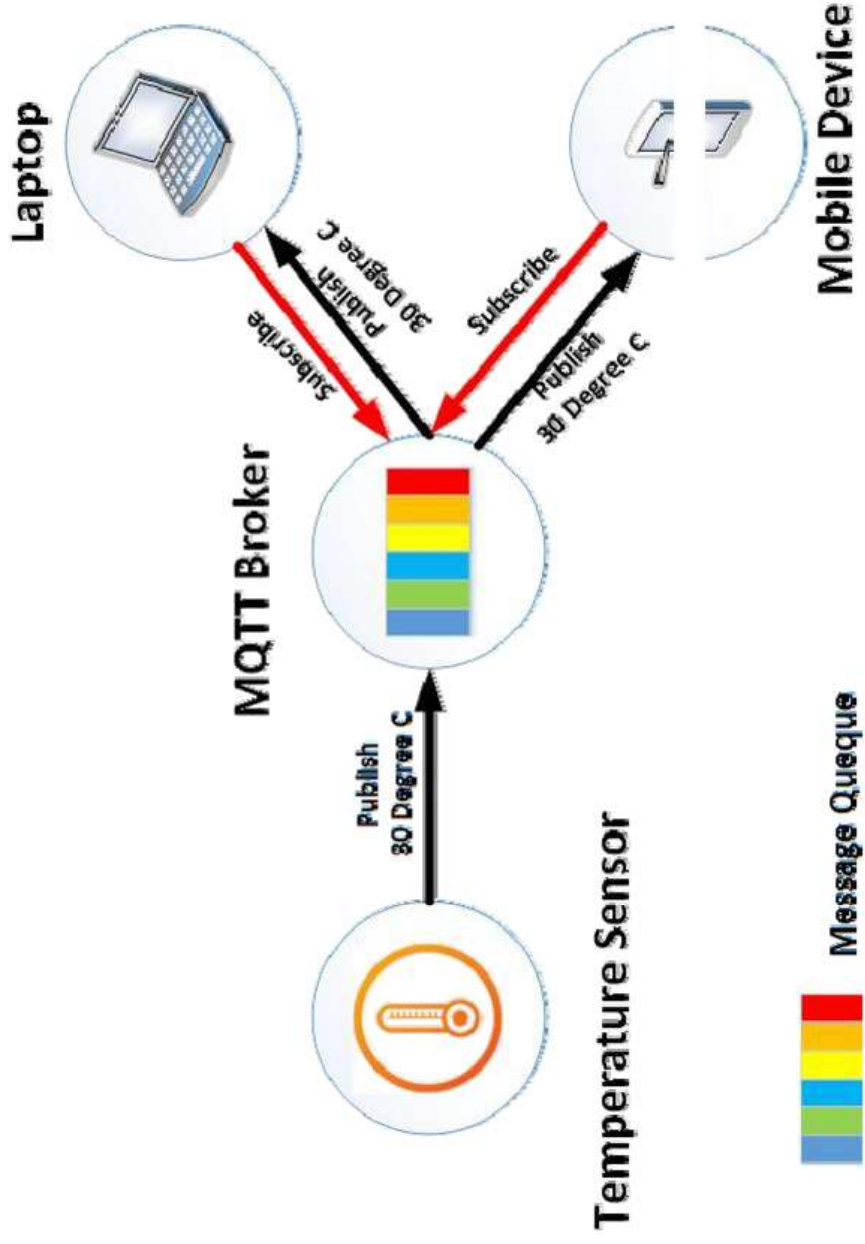 Laptop
Subscribe
Publish
30 Degree C
MQTT Broker
Publish
30 Degree C
Subscribe
Publish
30 Degree C
Mobile Device
Temperature Sensor
Message Queque